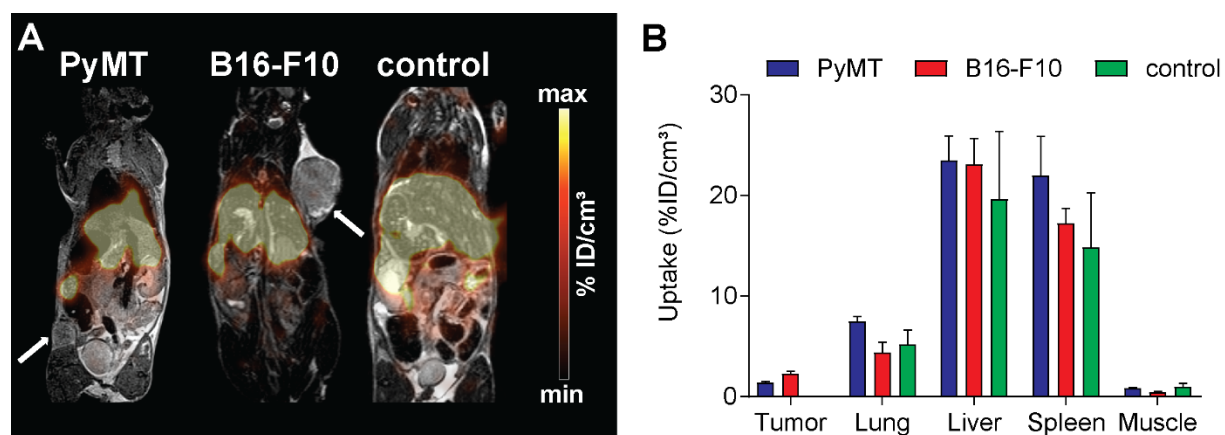 A
PyMT
B16-F10
control
max
% ID/cm³
min
B
PyMT
B16-F10
control
Uptake (%ID/cm³)
30
20
10
0
Tumor
Lung
Liver
Spleen
Muscle